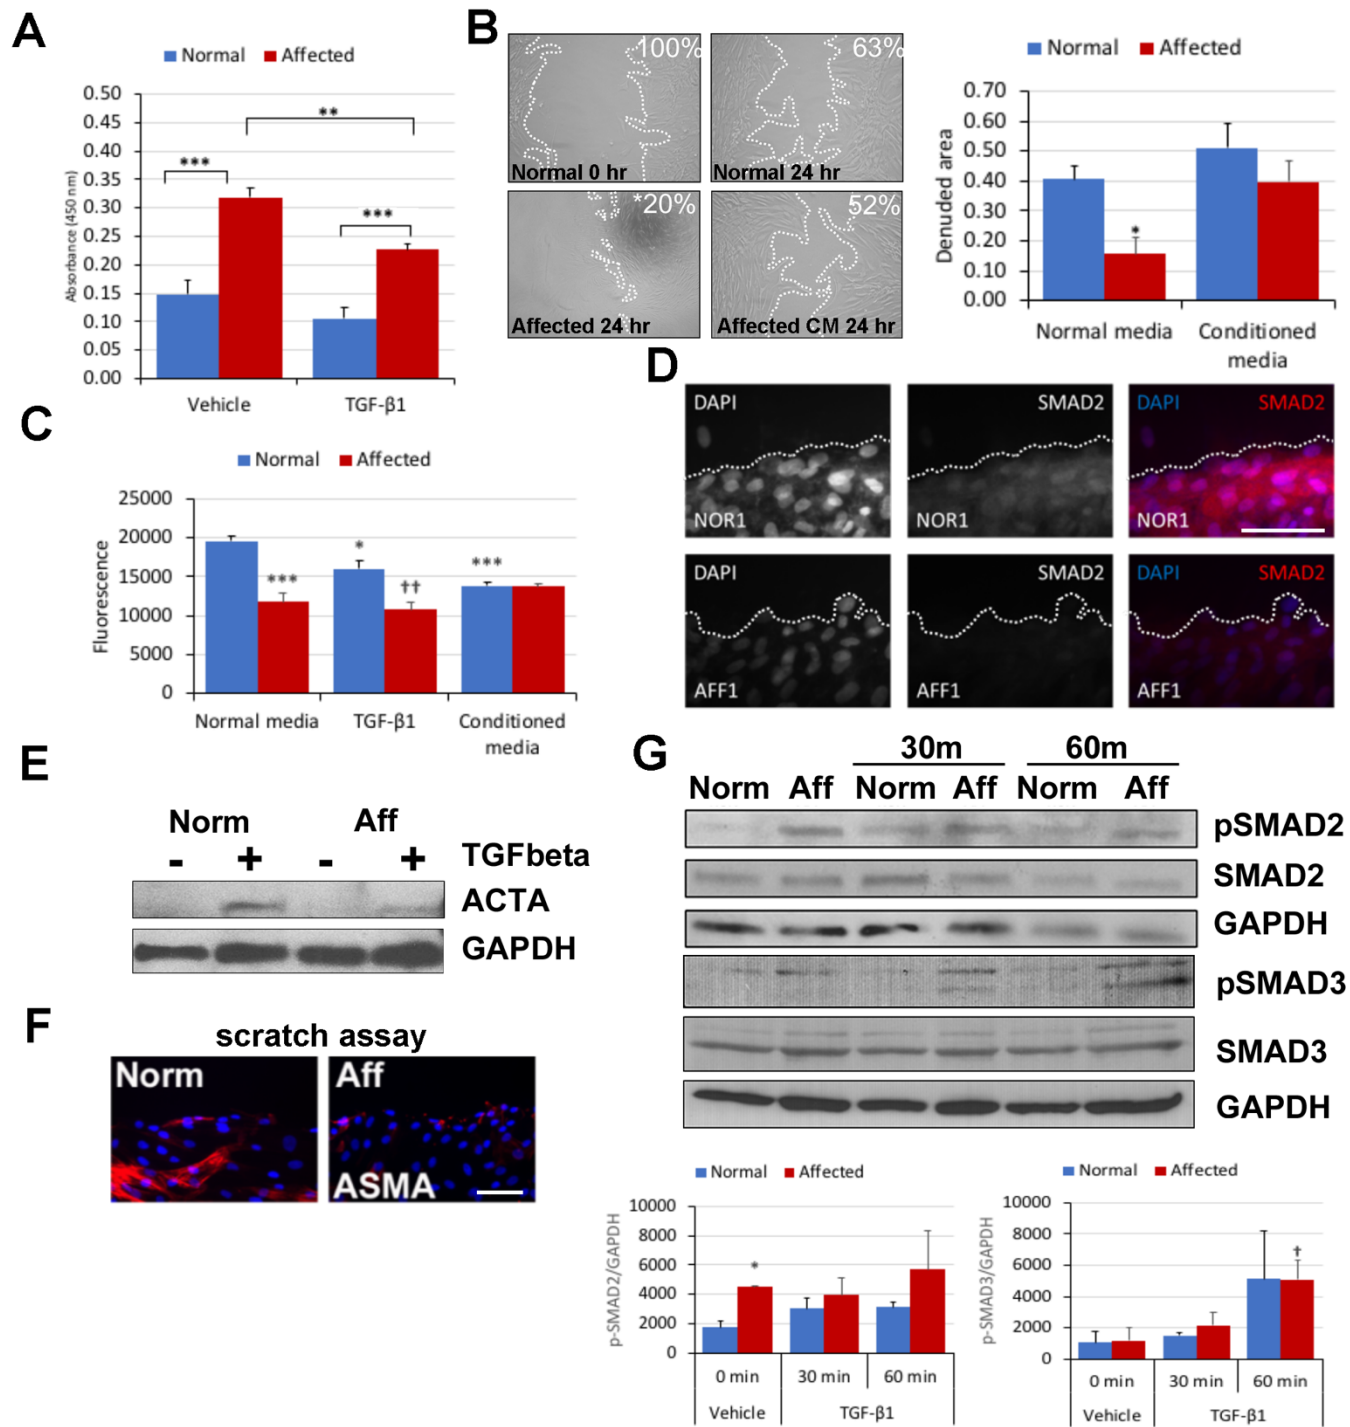 A
Normal Affected
0.50
0.45
0.40
0.35
0.30
0.25
0.20
0.15
0.10
0.05
0.00
Absorbance (450 nm)
***
**
***
Vehicle TGF-β1
B
100%
Normal 0 hr
63%
Normal 24 hr
*20%
Affected 24 hr
52%
Affected CM 24 hr
Normal Affected
0.70
0.60
0.50
0.40
0.30
0.20
0.10
0.00
Denuded area
*
Normal media Conditioned
media
C
Normal Affected
25000
20000
15000
10000
5000
0
Fluorescence
***
*
††
***
Normal media TGF-β1 Conditioned
media
D
DAPI
NOR1
SMAD2
NOR1
DAPI SMAD2
NOR1
DAPI
AFF1
SMAD2
AFF1
DAPI SMAD2
AFF1
E
Norm Aff
- + - + TGFbeta
ACTA
GAPDH
F
scratch assay
Norm
Aff
ASMA
G
30m 60m
Norm Aff Norm Aff Norm Aff
pSMAD2
SMAD2
GAPDH
pSMAD3
SMAD3
GAPDH
Normal Affected
10000
8000
6000
4000
2000
0
p-SMAD2/GAPDH
*
0 min 30 min 60 min
Vehicle TGF-β1
Normal Affected
10000
8000
6000
4000
2000
0
p-SMAD3/GAPDH
†
0 min 30 min 60 min
Vehicle TGF-β1